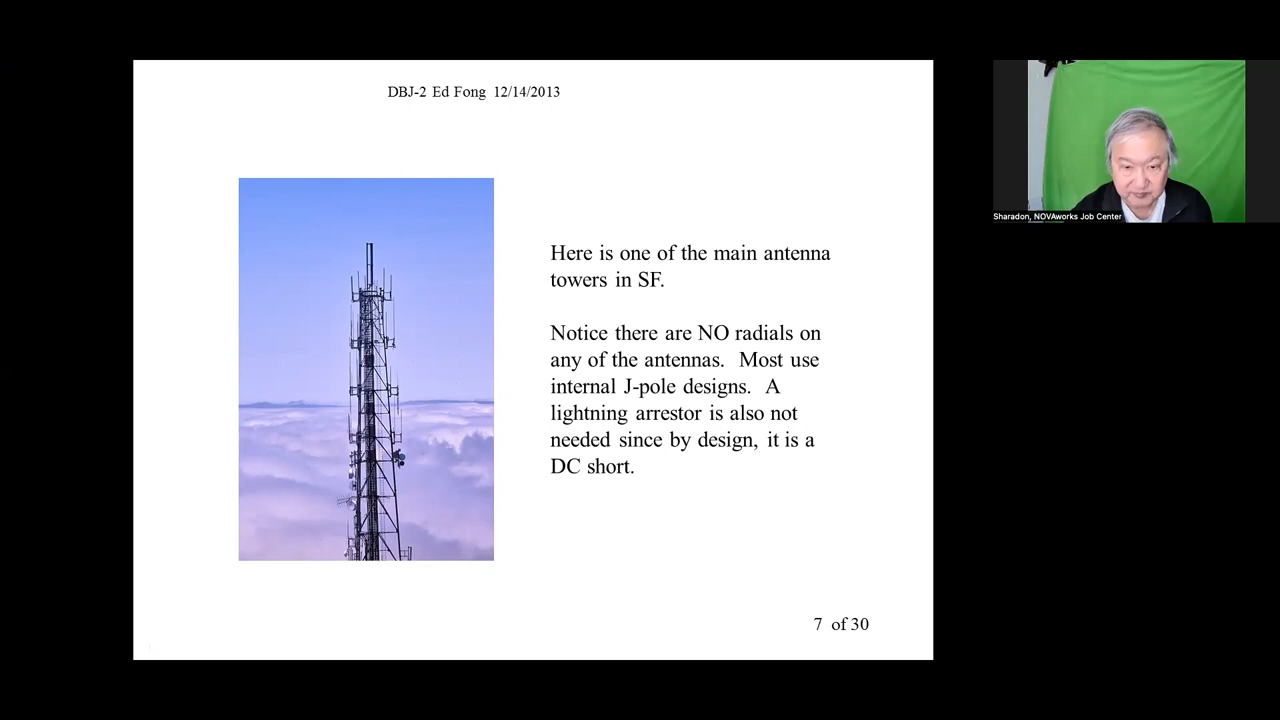 DBJ-2 Ed Fong 12/14/2013
Here is one of the main antenna
towers in SF.
Notice there are NO radials on
any of the antennas. Most use
internal J-pole designs. A
lightning arrestor is also not
needed since by design, it is a
DC short.
7 of 30
Sharadon, NOVAworks Job Center